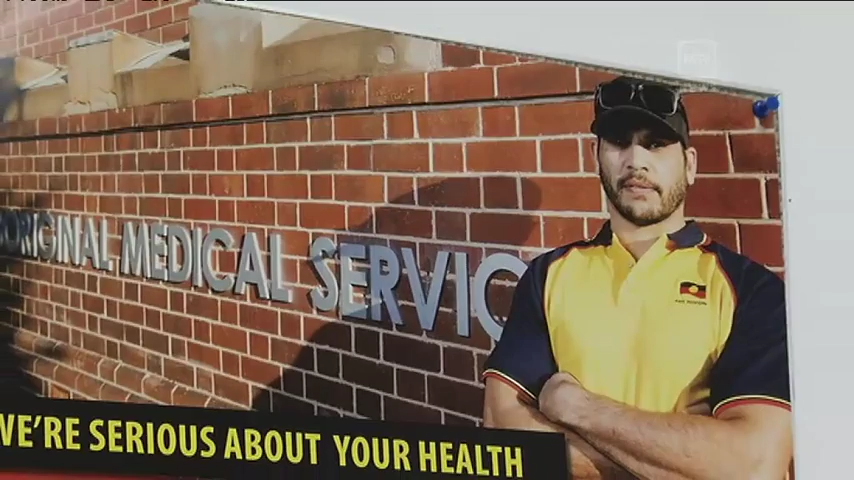 ORIGINAL MEDICAL SERVIC
WE'RE SERIOUS ABOUT YOUR HEALTH